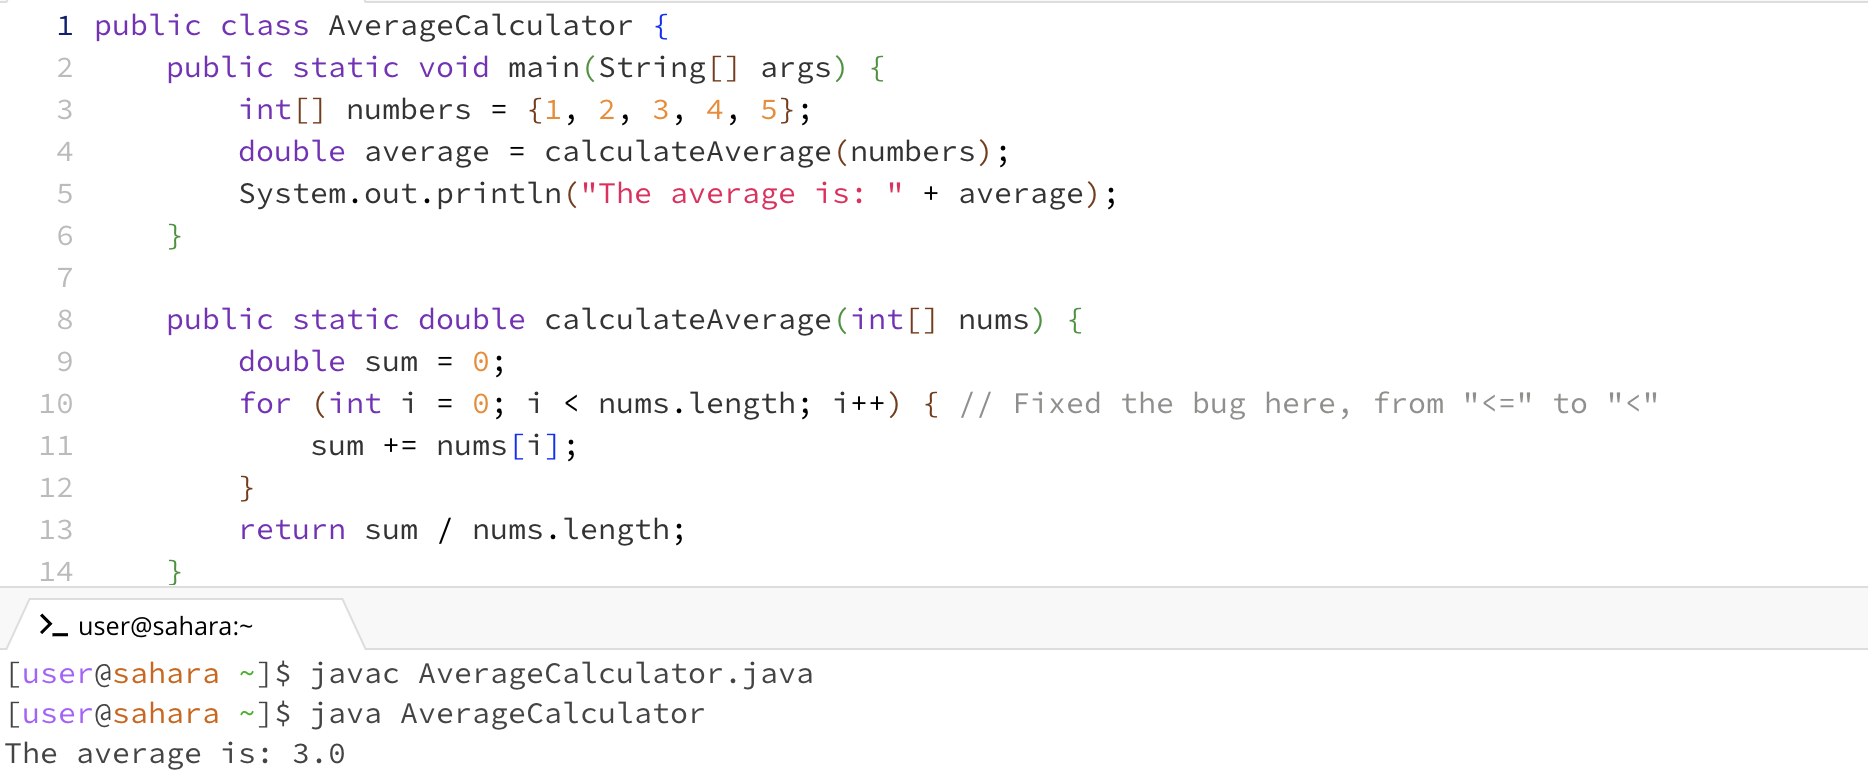 1 public class AverageCalculator {
2     public static void main(String[] args) {
3         int[] numbers = {1, 2, 3, 4, 5};
4         double average = calculateAverage(numbers);
5         System.out.println("The average is: " + average);
6     }
7
8     public static double calculateAverage(int[] nums) {
9         double sum = 0;
10         for (int i = 0; i < nums.length; i++) { // Fixed the bug here, from "<=" to "<"
11             sum += nums[i];
12         }
13         return sum / nums.length;
14     }
>_ user@sahara:~
[user@sahara ~]$ javac AverageCalculator.java
[user@sahara ~]$ java AverageCalculator
The average is: 3.0